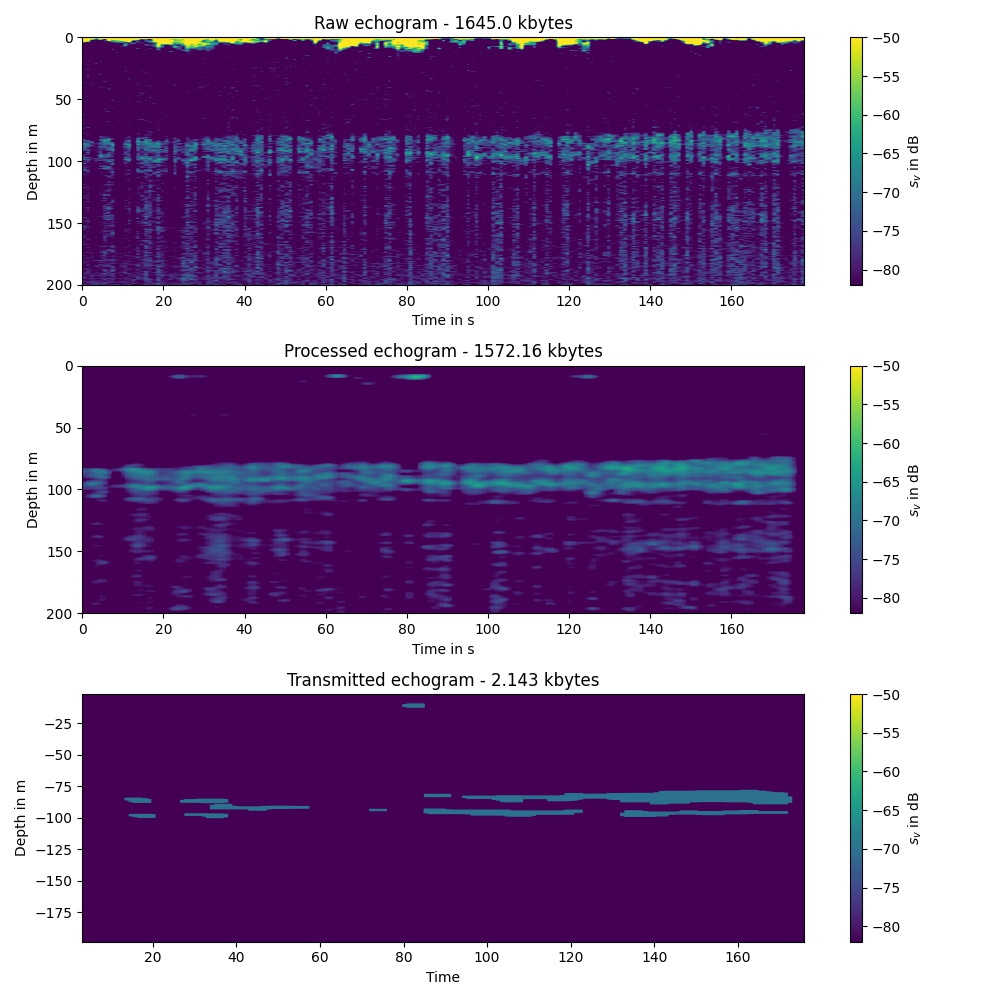 Raw echogram - 1645.0 kbytes
0
50
100
150
200
Depth in m
0 20 40 60 80 100 120 140 160
Time in s
−50
−55
−60
−65
−70
−75
−80
sv in dB
Processed echogram - 1572.16 kbytes
0
50
100
150
200
Depth in m
0 20 40 60 80 100 120 140 160
Time in s
−50
−55
−60
−65
−70
−75
−80
sv in dB
Transmitted echogram - 2.143 kbytes
−25
−50
−75
−100
−125
−150
−175
Depth in m
20 40 60 80 100 120 140 160
Time
−50
−55
−60
−65
−70
−75
−80
sv in dB